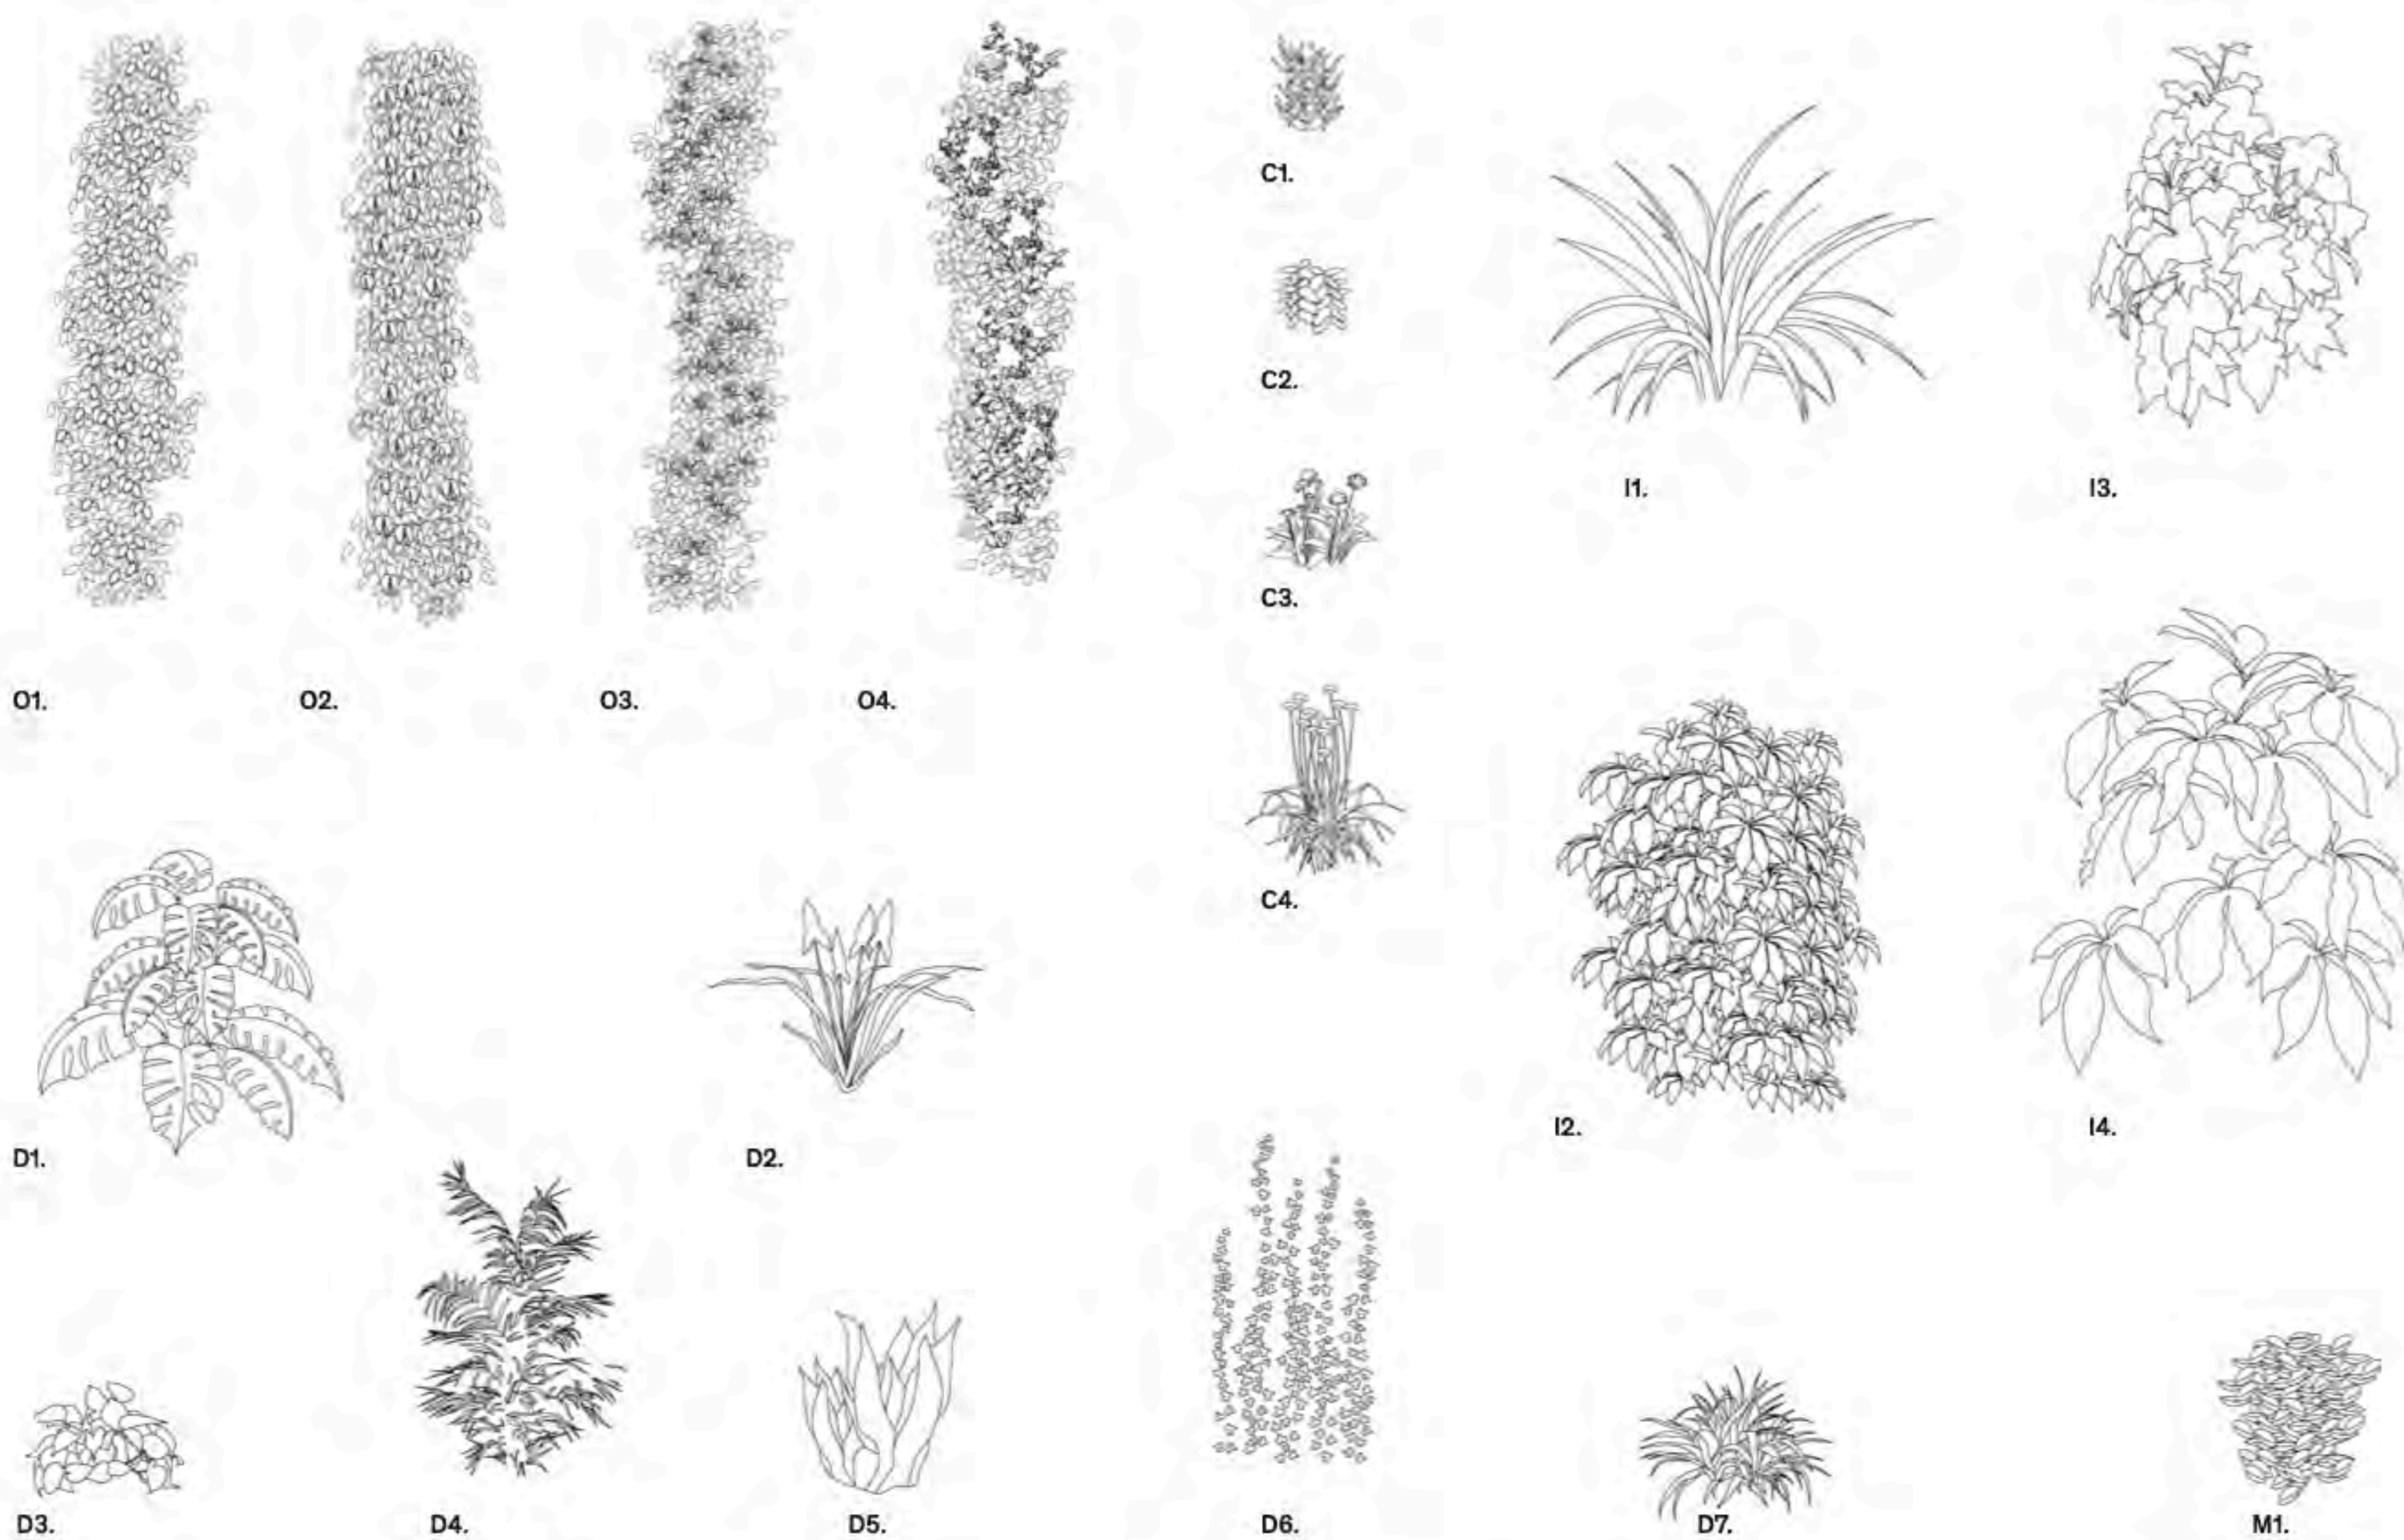 C1.
C2.
I1.
I3.
C3.
O1.
O2.
O3.
O4.
C4.
I2.
I4.
D1.
D2.
D3.
D4.
D5.
D6.
D7.
M1.